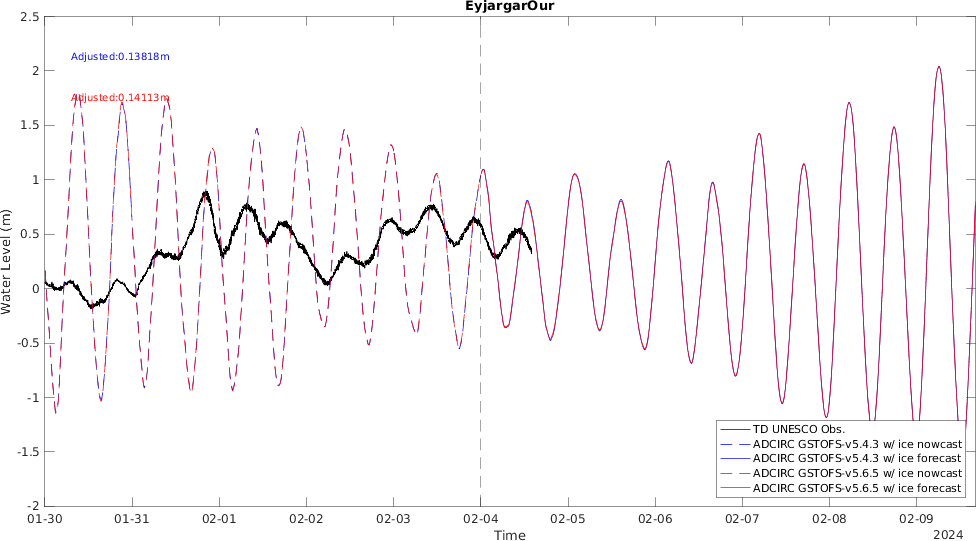 EyjargarOur
2.5
2
1.5
1
0.5
0
-0.5
-1
-1.5
-2
Water Level (m)
Adjusted:0.13818m
Adjusted:0.14113m
TD UNESCO Obs.
ADCIRC GSTOFS-v5.4.3 w/ ice nowcast
ADCIRC GSTOFS-v5.4.3 w/ ice forecast
ADCIRC GSTOFS-v5.6.5 w/ ice nowcast
ADCIRC GSTOFS-v5.6.5 w/ ice forecast
01-30 01-31 02-01 02-02 02-03 02-04 02-05 02-06 02-07 02-08 02-09
Time
2024